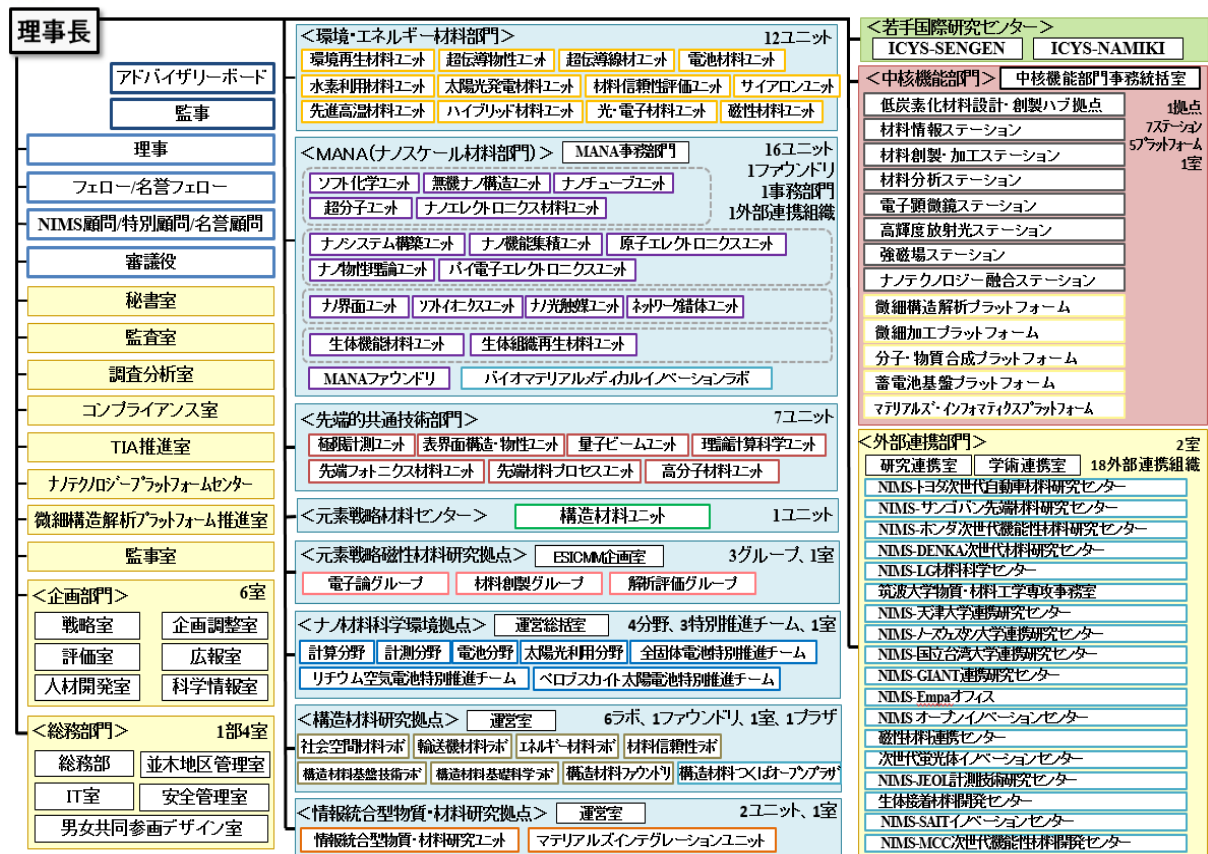 理事長
アドバイザリーボード
監事
理事
フェロー/名誉フェロー
NIMS顧問/特別顧問/名誉顧問
審議役
秘書室
監査室
調査分析室
コンプライアンス室
TIA推進室
ナノテクノロジープラットフォームセンター
微細構造解析プラットフォーム推進室
監事室
＜企画部門＞ 6室
戦略室 企画調整室
評価室 広報室
人材開発室 科学情報室
＜総務部門＞ 1部4室
総務部 並木地区管理室
IT室 安全管理室
男女共同参画デザイン室
＜環境・エネルギー材料部門＞ 12ユニット
環境再生材料ユニット 超伝導物性ユニット 超伝導線材ユニット 電池材料ユニット
水素利用材料ユニット 太陽光発電材料ユニット 材料信頼性評価ユニット サイアロンユニット
先進高温材料ユニット ハイブリッド材料ユニット 光・電子材料ユニット 磁性材料ユニット
＜MANA(ナノスケール材料部門)＞ MANA事務部門 16ユニット
1ファウンドリ
1事務部門
1外部連携組織
ソフト化学ユニット 無機ナノ構造ユニット ナノチューブユニット
超分子ユニット ナノエレクトロニクス材料ユニット
ナノシステム構築ユニット ナノ機能集積ユニット 原子エレクトロニクスユニット
ナノ物性理論ユニット パイ電子エレクトロニクスユニット
ナノ界面ユニット ソフトイオニクスユニット ナノ光触媒ユニット ネットワーク錯体ユニット
生体機能材料ユニット 生体組織再生材料ユニット
MANAファウンドリ バイオマテリアルメディカルイノベーションラボ
＜先端的共通技術部門＞ 7ユニット
極限計測ユニット 表界面構造・物性ユニット 量子ビームユニット 理論計算科学ユニット
先端フォトニクス材料ユニット 先端材料プロセスユニット 高分子材料ユニット
＜元素戦略材料センター＞ 構造材料ユニット 1ユニット
＜元素戦略磁性材料研究拠点＞ ESICMM企画室 3グループ、1室
電子論グループ 材料創製グループ 解析評価グループ
＜ナノ材料科学環境拠点＞ 運営総括室 4分野、3特別推進チーム、1室
計算分野 計測分野 電池分野 太陽光利用分野 全固体電池特別推進チーム
リチウム空気電池特別推進チーム ペロブスカイト太陽電池特別推進チーム
＜構造材料研究拠点＞ 運営室 6ラボ、1ファウンドリ、1室、1プラザ
社会空間材料ラボ 輸送機材料ラボ エネルギー材料ラボ 材料信頼性ラボ
構造材料基盤技術ラボ 構造材料基礎科学ラボ 構造材料ファウンドリ 構造材料つくばオープンプラザ
＜情報統合型物質・材料研究拠点＞ 運営室 2ユニット、1室
情報統合型物質・材料研究ユニット マテリアルズインテグレーションユニット
＜若手国際研究センター＞
ICYS-SENGEN ICYS-NAMIKI
＜中核機能部門＞ 中核機能部門事務統括室
1拠点
7ステーション
5プラットフォーム
1室
低炭素化材料設計・創製ハブ拠点
材料情報ステーション
材料創製・加工ステーション
材料分析ステーション
電子顕微鏡ステーション
高輝度放射光ステーション
強磁場ステーション
ナノテクノロジー融合ステーション
微細構造解析プラットフォーム
微細加工プラットフォーム
分子・物質合成プラットフォーム
蓄電池基盤プラットフォーム
マテリアルズ・インフォマティクスプラットフォーム
＜外部連携部門＞ 2室
研究連携室 学術連携室 18外部連携組織
NIMS-トヨタ次世代自動車材料研究センター
NIMS-サンゴバン先端材料研究センター
NIMS-ホンダ次世代機能性材料研究センター
NIMS-DENKA次世代材料研究センター
NIMS-LG材料科学センター
筑波大学物質・材料工学専攻事務室
NIMS-天津大学連携研究センター
NIMS-ノースウェスタン大学連携研究センター
NIMS-国立台湾大学連携研究センター
NIMS-GIANT連携研究センター
NIMS-Empaオフィス
NIMS オープンイノベーションセンター
磁性材料連携センター
次世代蛍光体イノベーションセンター
NIMS-JEOL計測技術研究センター
生体接着材料開発センター
NIMS-SAITイノベーションセンター
NIMS-MCC次世代機能性材料開発センター